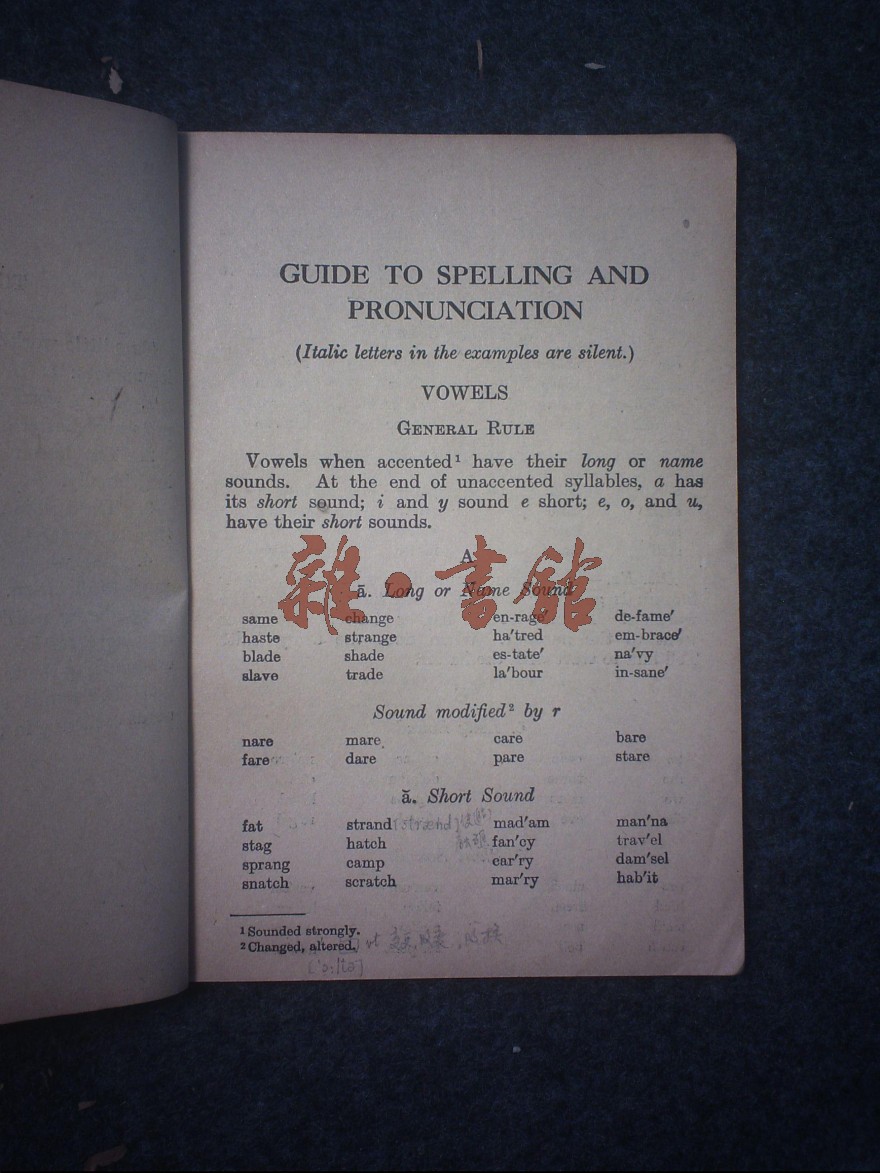 GUIDE TO SPELLING AND
PRONUNCIATION
(Italic letters in the examples are silent.)
VOWELS
GENERAL RULE
Vowels when accented¹ have their long or name
sounds. At the end of unaccented syllables, a has
its short sound; i and y sound e short; e, o, and u,
have their short sounds.
A
雜·書館
ā. Long or Name Sound
same change en-rage′ de-fame′
haste strange ha′tred em-brace′
blade shade es-tate′ na′vy
slave trade la′bour in-sane′
Sound modified² by r
nare mare care bare
fare dare pare stare
ă. Short Sound
fat strand [strænd] mad′am man′na
stag hatch fan′cy trav′el
sprang camp car′ry dam′sel
snatch scratch mar′ry hab′it
¹ Sounded strongly.
² Changed, altered. vt
['ɔ:ltə]